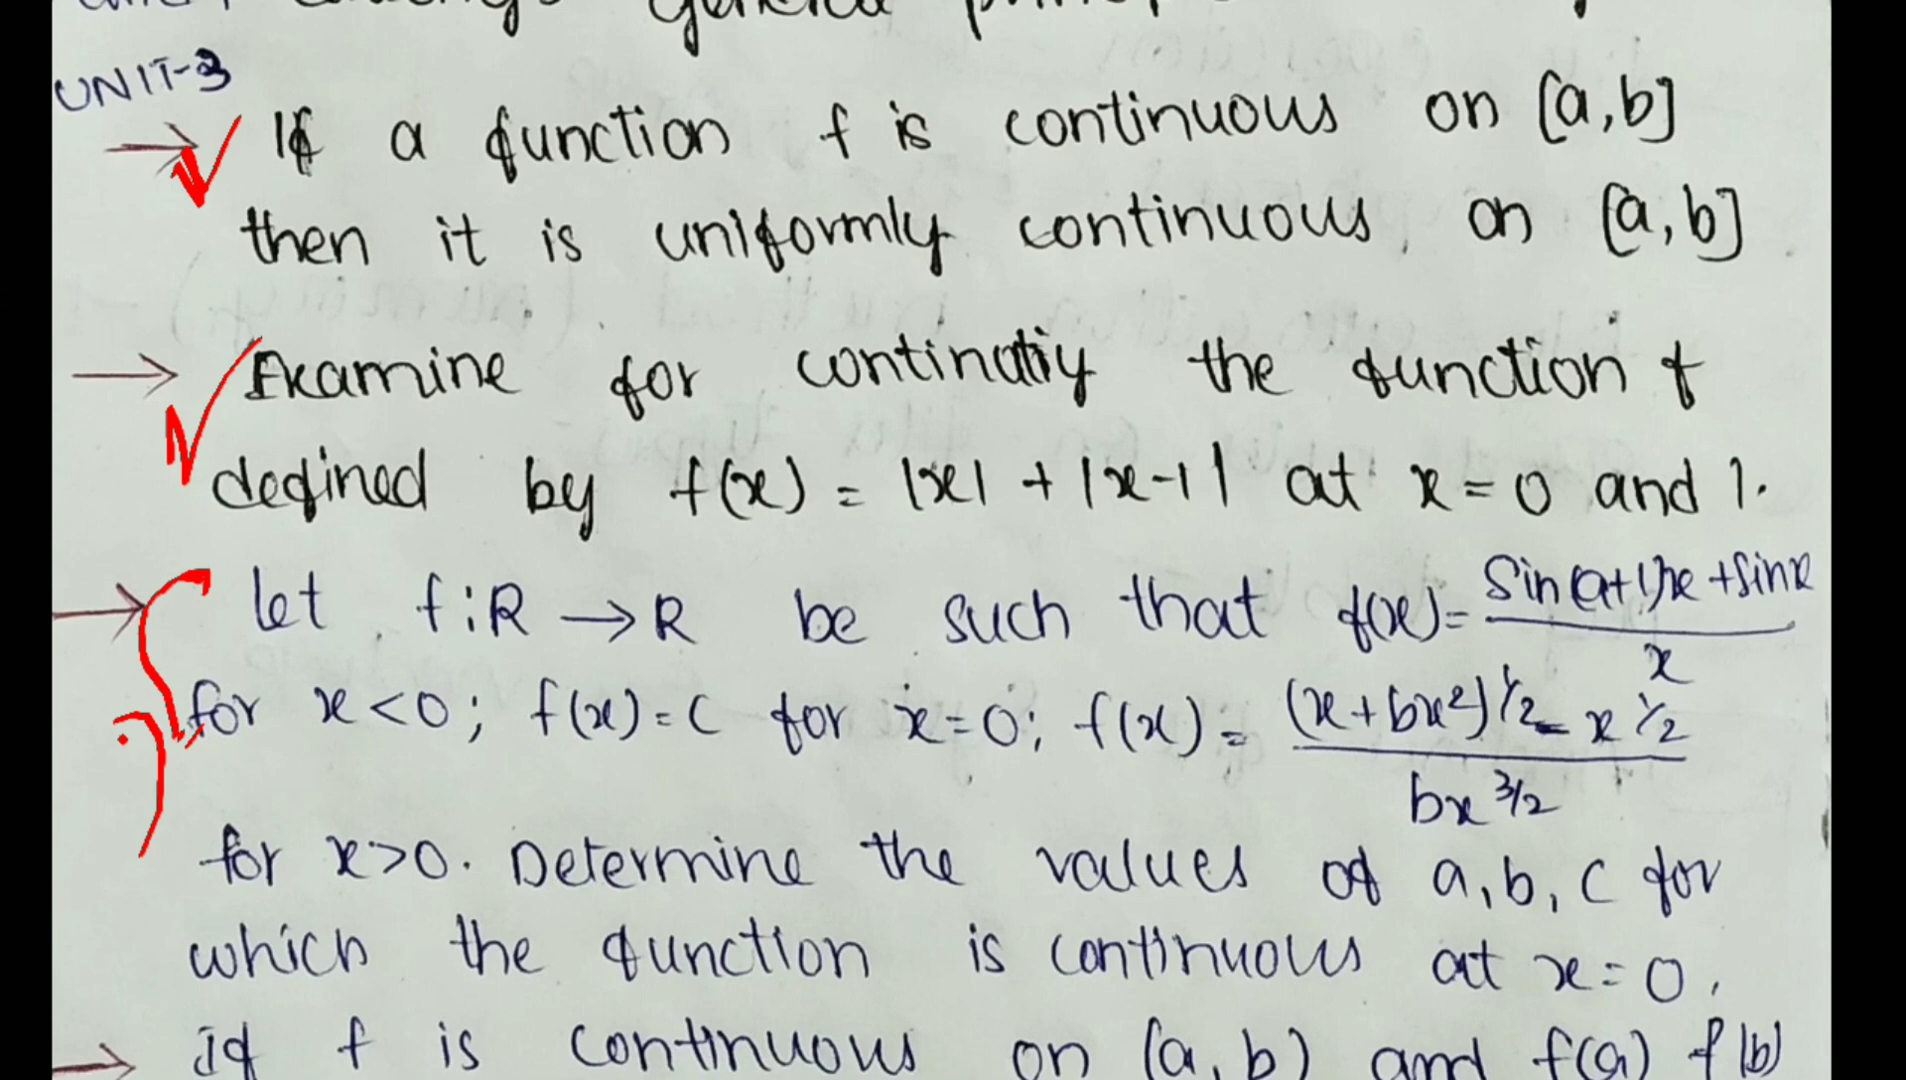 general
UNIT-3
→ If a function f is continuous on [a,b]
then it is uniformly continuous, on [a,b]
→ Examine for continutiy the function f
defined by f(x) = |x| + |x-1| at x=0 and 1.
→ let f:R → R be such that f(x)= Sin(a+1)x + Sinx / x
for x<0; f(x)=c for x=0; f(x) = (x+bx²)1/2 - x 1/2 / bx 3/2
for x>0. Determine the values of a,b,c for
which the function is continuous at x=0.
→ if f is continuous on (a,b) and f(a) f(b)